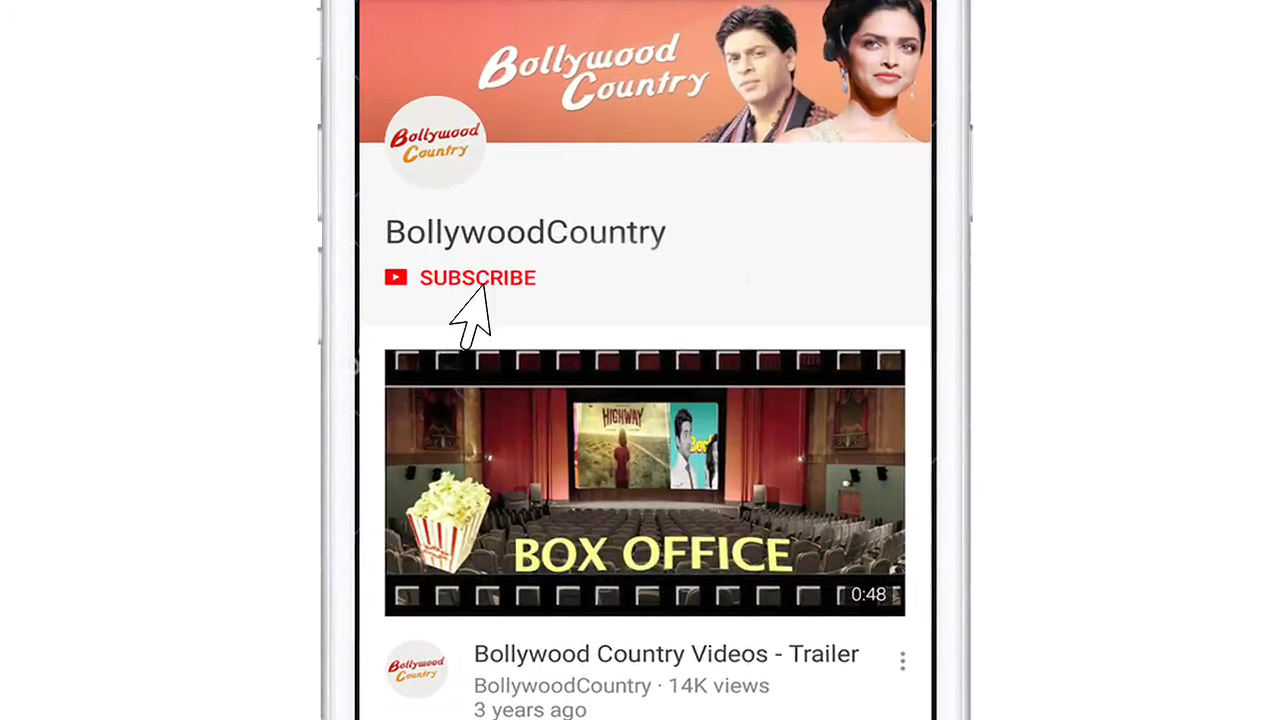 Bollywood
Country
Bollywood
Country
BollywoodCountry
SUBSCRIBE
HIGHWAY
BOX OFFICE
0:48
Bollywood Country Videos - Trailer
Bollywood
Country
BollywoodCountry · 14K views
3 years ago